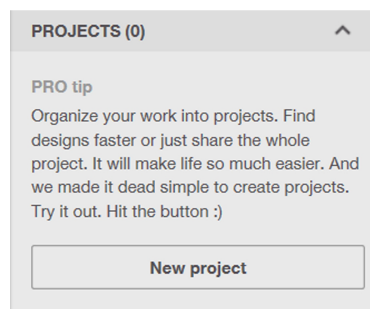 PROJECTS (0)
PRO tip
Organize your work into projects. Find
designs faster or just share the whole
project. It will make life so much easier. And
we made it dead simple to create projects.
Try it out. Hit the button :)
New project